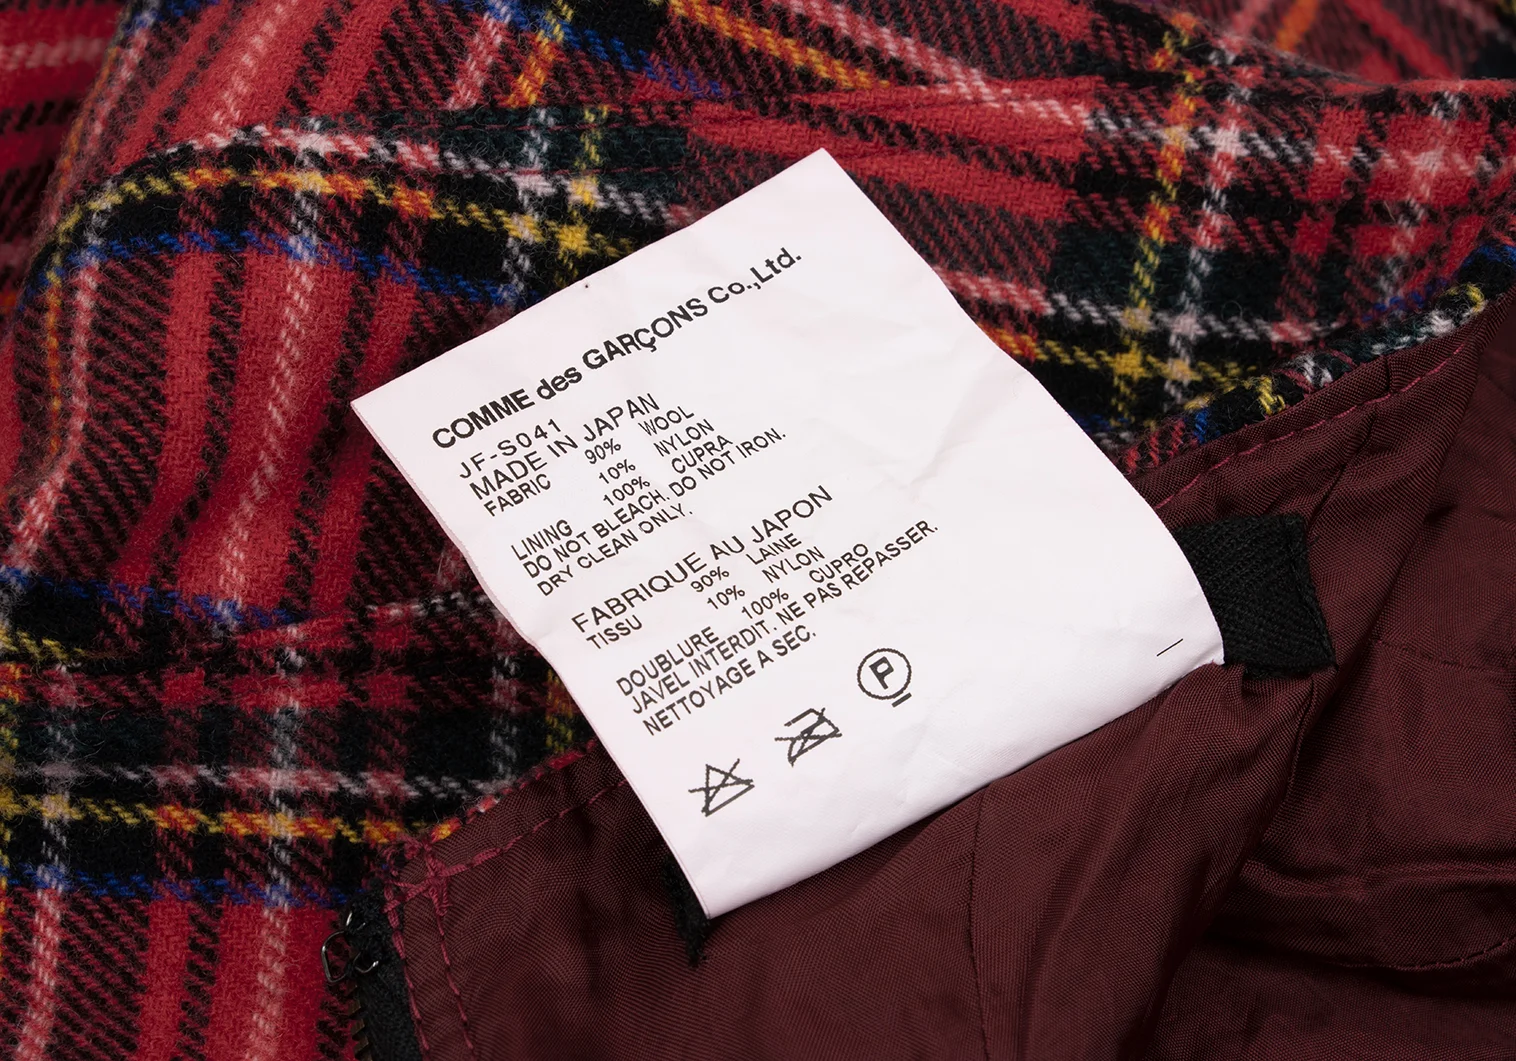 COMME des GARÇONS Co.,Ltd.
JF-S041
MADE IN JAPAN
FABRIC 90% WOOL
10% NYLON
LINING 100% CUPRA
DO NOT BLEACH. DO NOT IRON.
DRY CLEAN ONLY.
FABRIQUE AU JAPON
TISSU 90% LAINE
10% NYLON
DOUBLURE 100% CUPRO
JAVEL INTERDIT. NE PAS REPASSER.
NETTOYAGE A SEC.
P